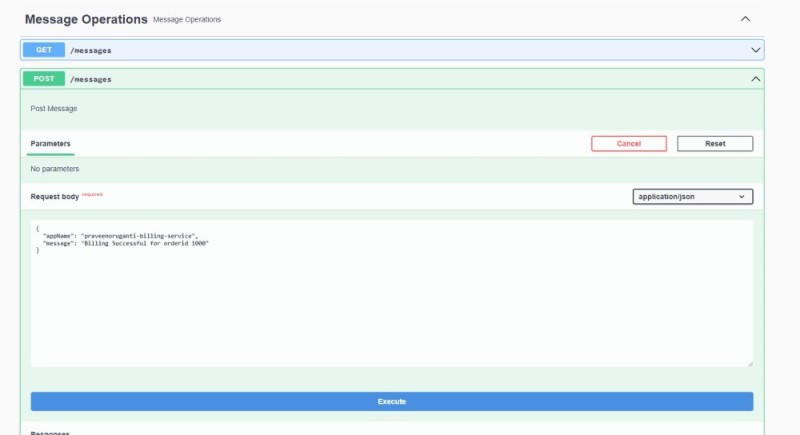 Message Operations Message Operations
GET /messages
POST /messages
Post Message
Parameters Cancel Reset
No parameters
Request body required application/json
{
"appName": "praveenoruganti-billing-service",
"message": "Billing Successful for orderid 1000"
}
Execute
Responses